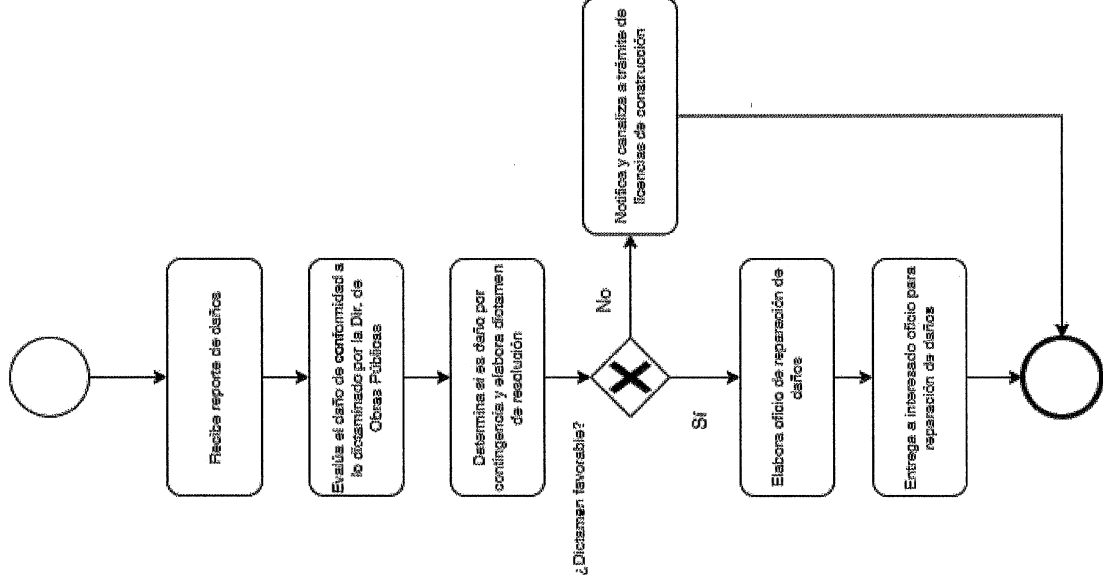 Recibe reporte de daños
Evalúa el daño de conformidad a
lo dictaminado por la Dir. de
Obras Públicas
Determina si es daño por
contingencia y elabora dictamen
de resolución
¿Dictamen favorable?
No
Notifica y canaliza a trámite de
licencias de construcción
Sí
Elabora oficio de reparación de
daños
Entrega a interesado oficio para
reparación de daños